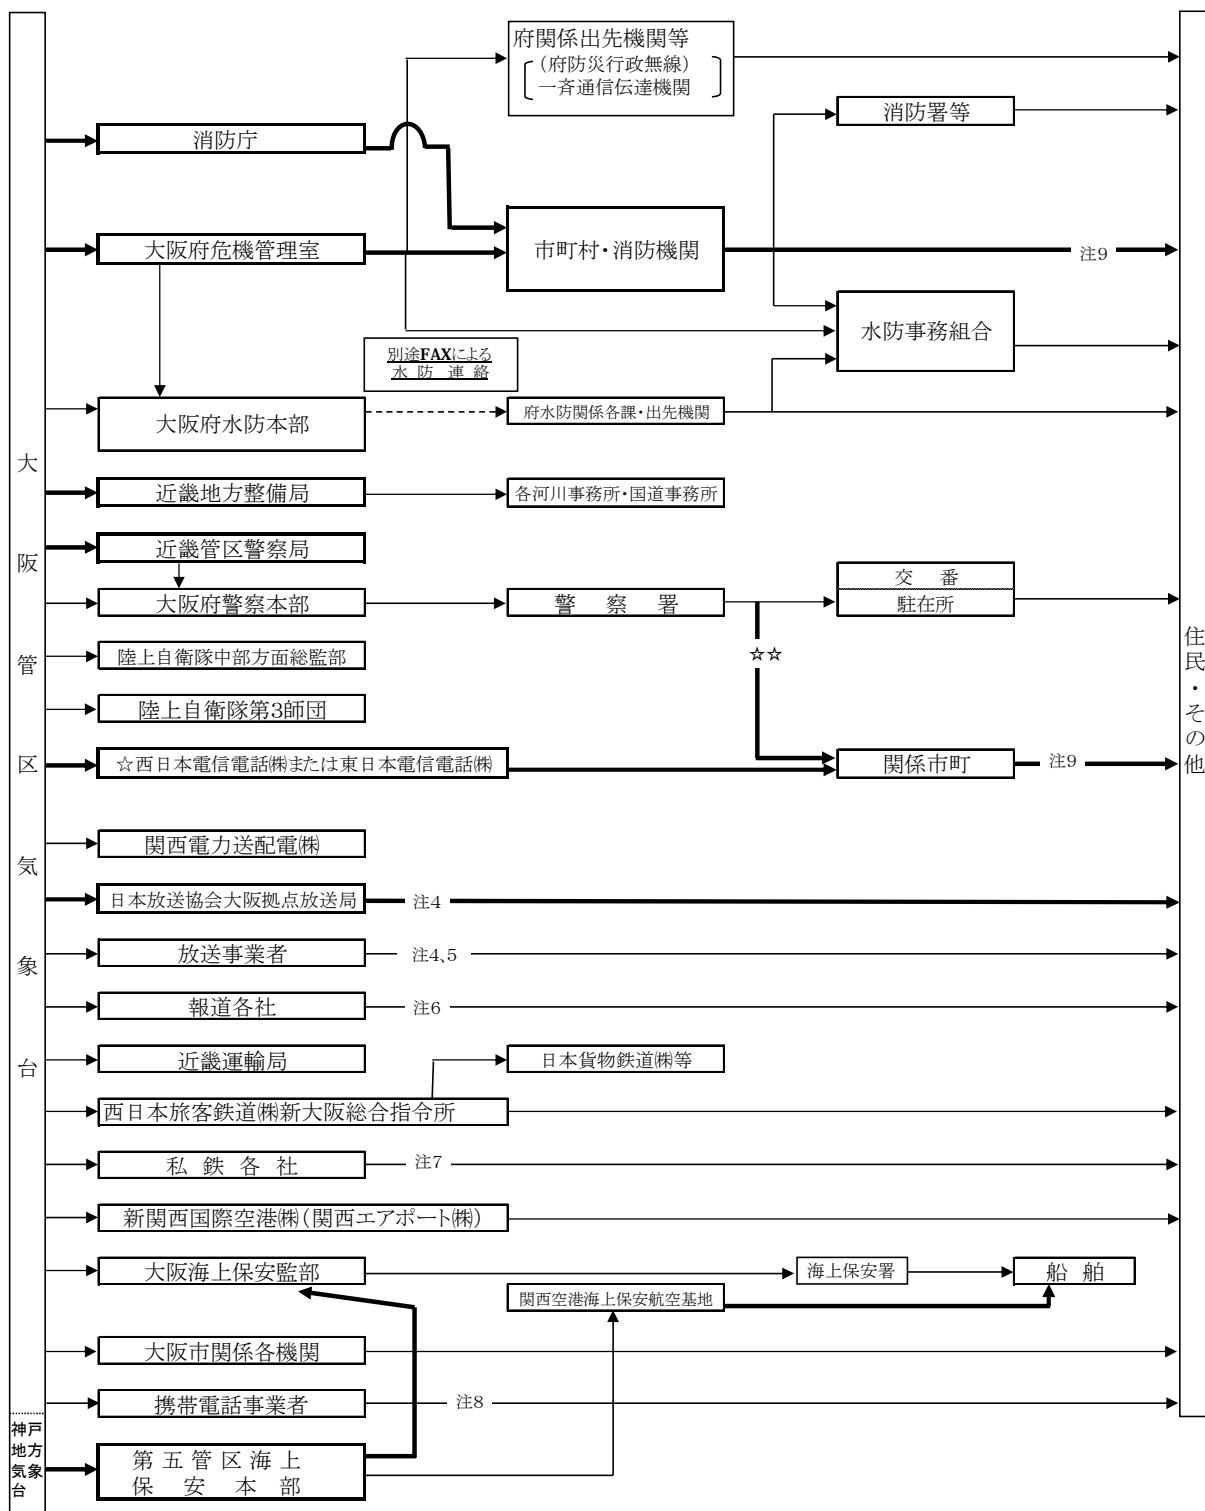 府関係出先機関等
(府防災行政無線)
一斉通信伝達機関
消防署等
消防庁
大阪府危機管理室
市町村・消防機関
注9
水防事務組合
別途FAXによる
水防連絡
大阪府水防本部
府水防関係各課・出先機関
近畿地方整備局
各河川事務所・国道事務所
近畿管区警察局
大阪府警察本部
警察署
交番
駐在所
☆☆
陸上自衛隊中部方面総監部
陸上自衛隊第3師団
☆西日本電信電話㈱または東日本電信電話㈱
関係市町
注9
関西電力送配電㈱
日本放送協会大阪拠点放送局
注4
放送事業者
注4、5
報道各社
注6
近畿運輸局
日本貨物鉄道㈱等
西日本旅客鉄道㈱新大阪総合指令所
私鉄各社
注7
新関西国際空港㈱(関西エアポート㈱)
大阪海上保安監部
海上保安署
船舶
関西空港海上保安航空基地
大阪市関係各機関
携帯電話事業者
注8
第五管区海上
保安本部
大阪管区気象台
神戸
地方
気象
台
住民・その他